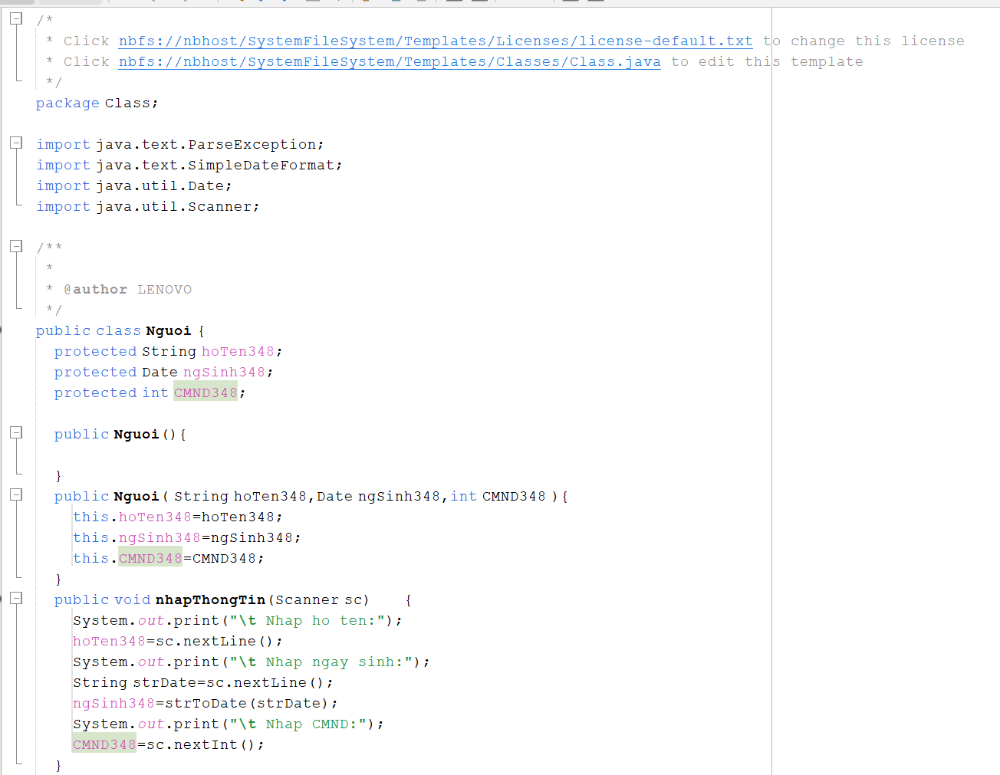 /*
 * Click nbfs://nbhost/SystemFileSystem/Templates/Licenses/license-default.txt to change this license
 * Click nbfs://nbhost/SystemFileSystem/Templates/Classes/Class.java to edit this template
 */
package Class;
import java.text.ParseException;
import java.text.SimpleDateFormat;
import java.util.Date;
import java.util.Scanner;
/**
 *
 * @author LENOVO
 */
public class Nguoi {
  protected String hoTen348;
  protected Date ngSinh348;
  protected int CMND348;
  public Nguoi(){
  }
  public Nguoi( String hoTen348,Date ngSinh348,int CMND348 ){
    this.hoTen348=hoTen348;
    this.ngSinh348=ngSinh348;
    this.CMND348=CMND348;
  }
  public void nhapThongTin(Scanner sc)    {
    System.out.print("\t Nhap ho ten:");
    hoTen348=sc.nextLine();
    System.out.print("\t Nhap ngay sinh:");
    String strDate=sc.nextLine();
    ngSinh348=strToDate(strDate);
    System.out.print("\t Nhap CMND:");
    CMND348=sc.nextInt();
  }